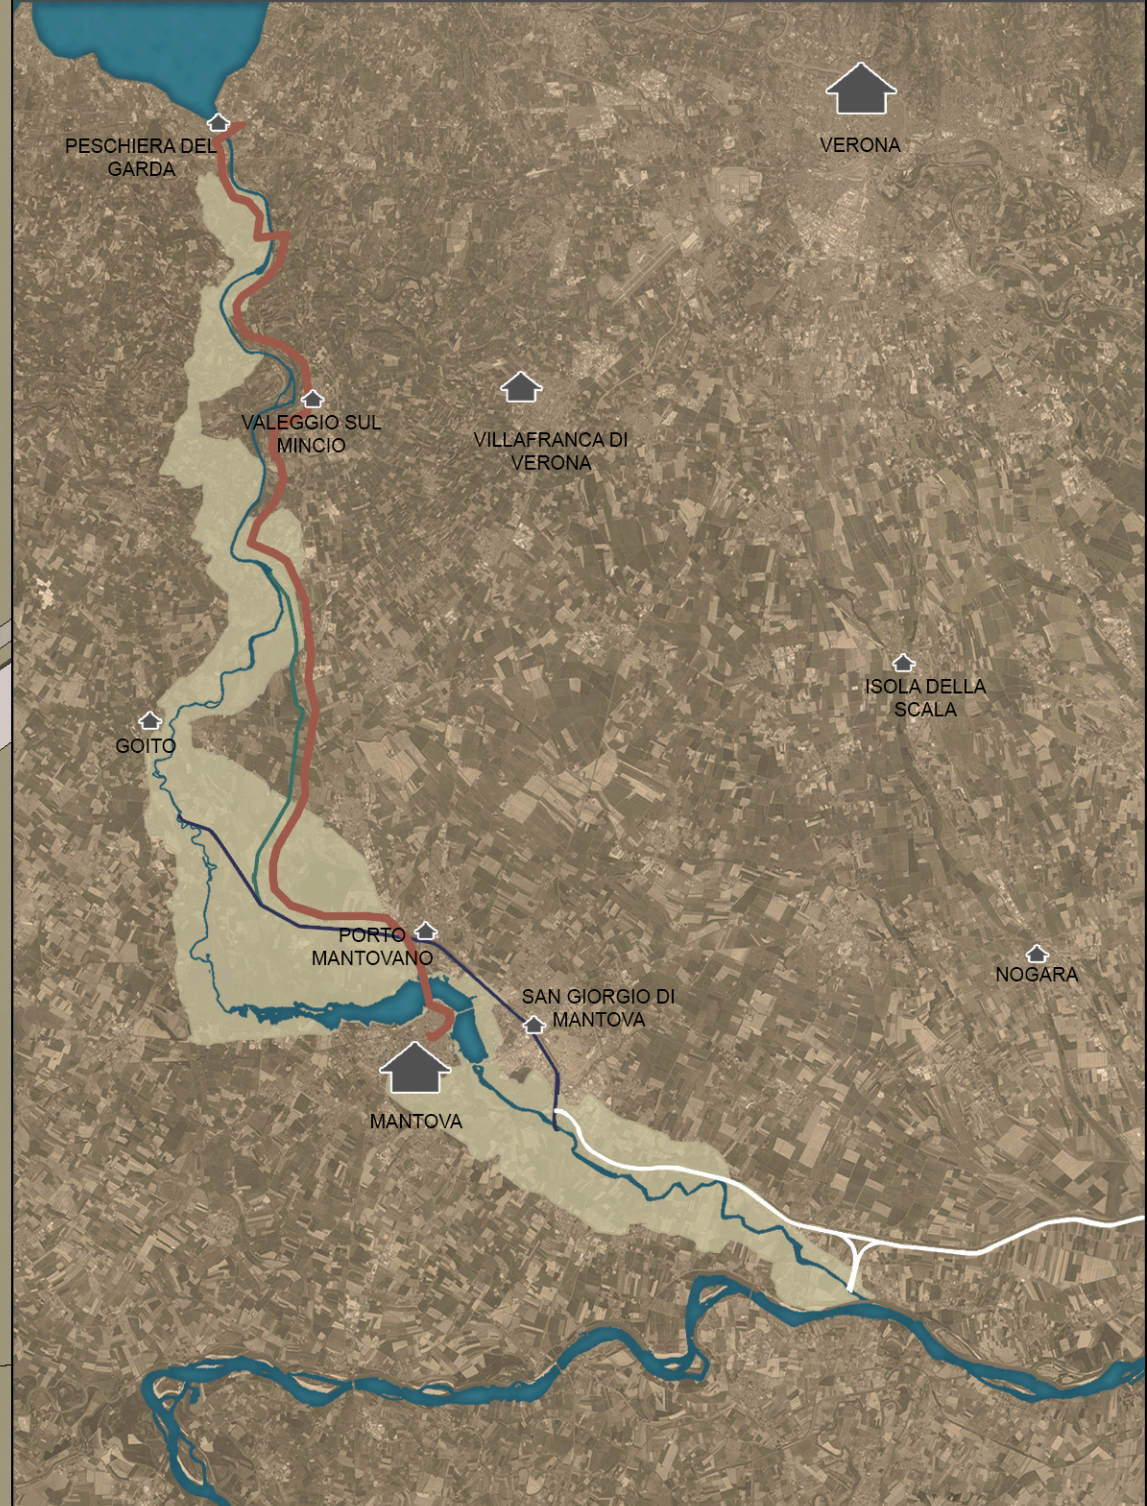 VERONA
PESCHIERA DEL
GARDA
VALEGGIO SUL
MINCIO
VILLAFRANCA DI
VERONA
ISOLA DELLA
SCALA
GOITO
PORTO
MANTOVANO
NOGARA
SAN GIORGIO DI
MANTOVA
MANTOVA